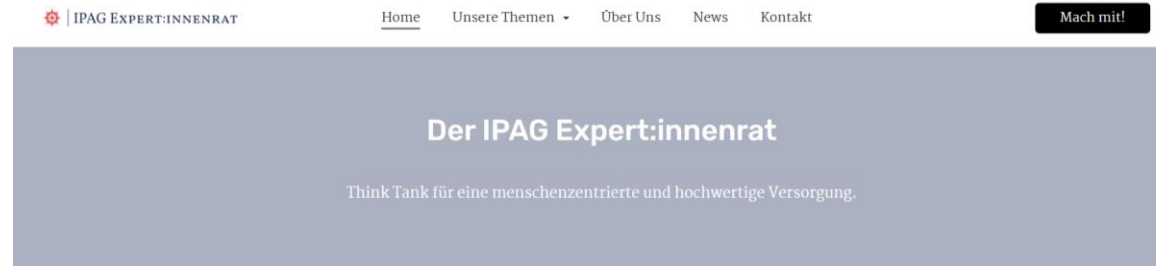 IPAG EXPERT:INNENRAT
Home Unsere Themen Über Uns News Kontakt
Mach mit!
Der IPAG Expert:innenrat
Think Tank für eine menschenzentrierte und hochwertige Versorgung.